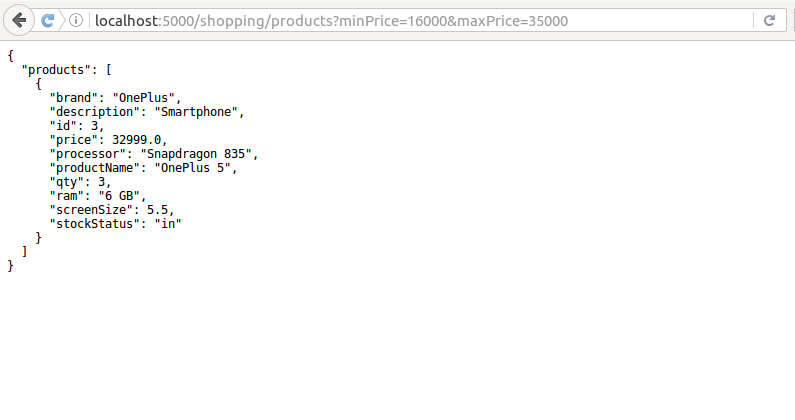 localhost:5000/shopping/products?minPrice=16000&maxPrice=35000
{
  "products": [
    {
      "brand": "OnePlus",
      "description": "Smartphone",
      "id": 3,
      "price": 32999.0,
      "processor": "Snapdragon 835",
      "productName": "OnePlus 5",
      "qty": 3,
      "ram": "6 GB",
      "screenSize": 5.5,
      "stockStatus": "in"
    }
  ]
}